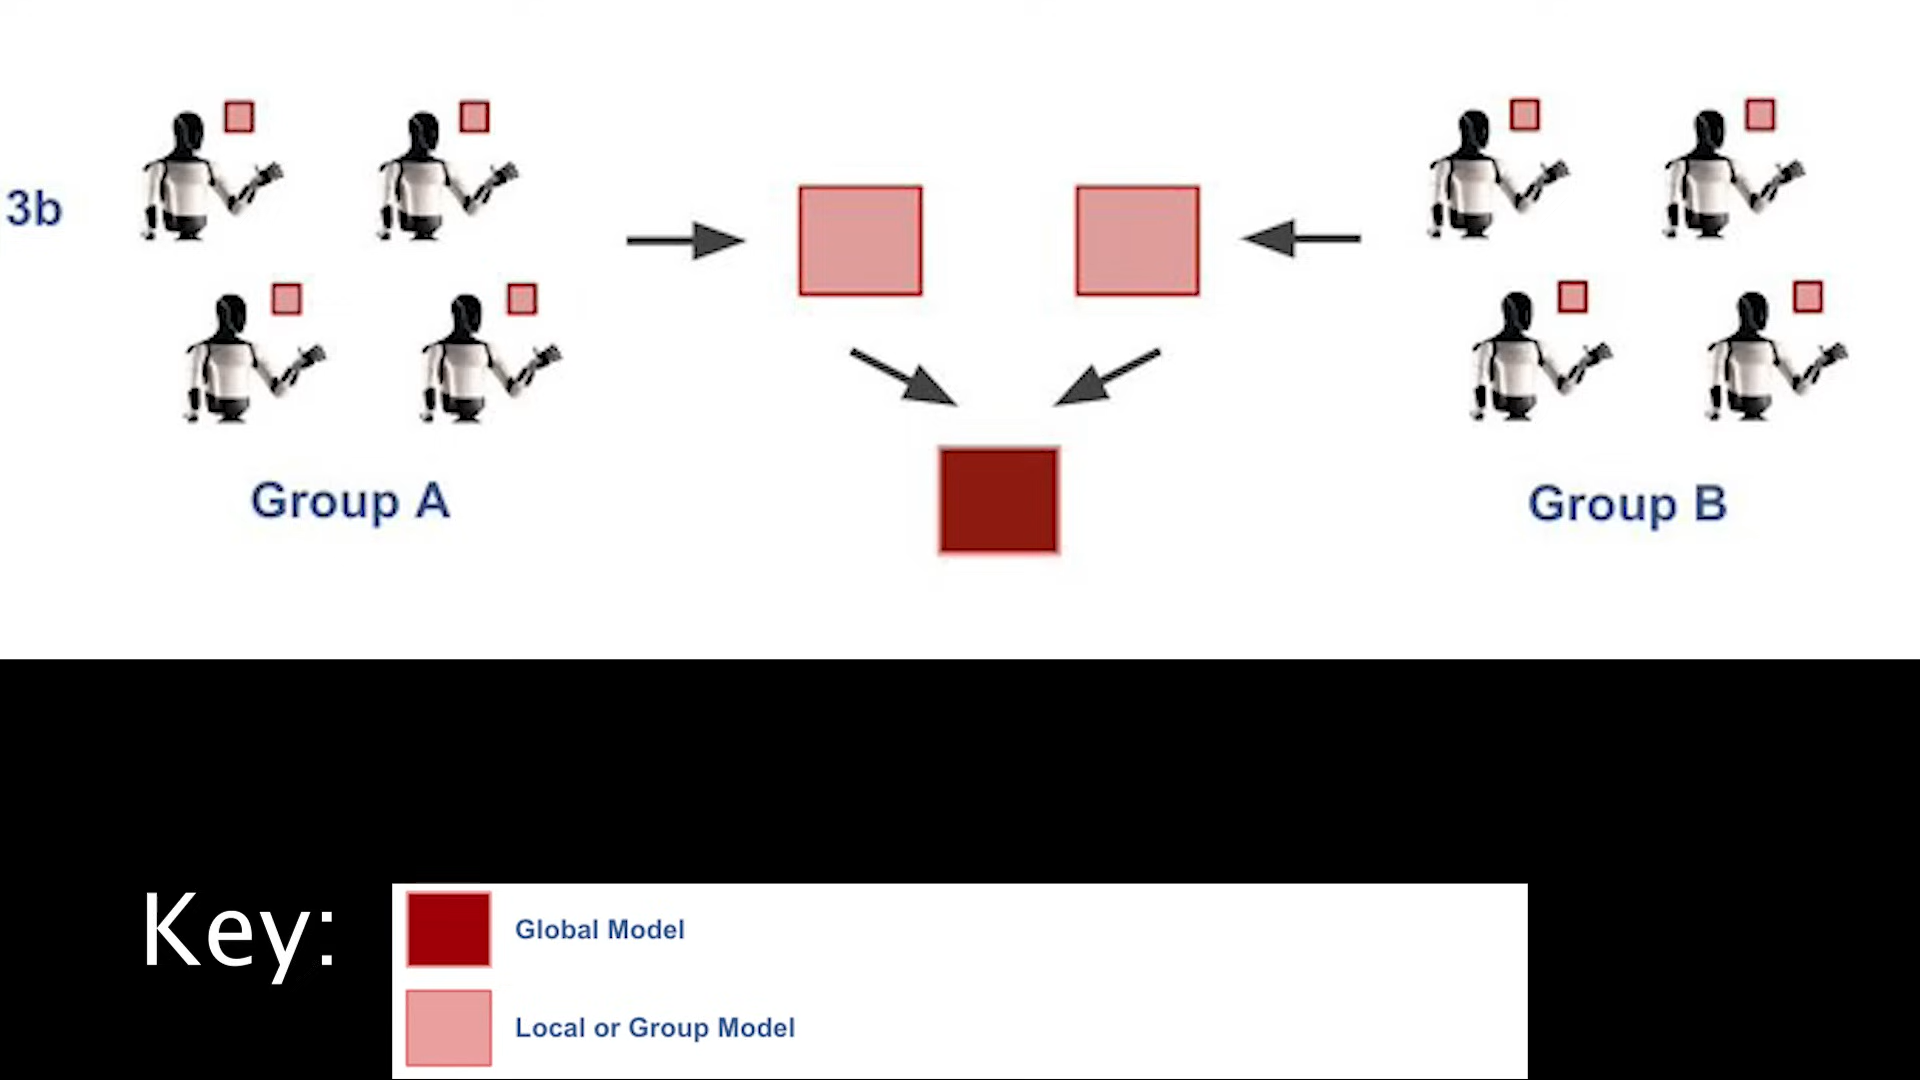 3b
Group A
Group B
Key:
Global Model
Local or Group Model